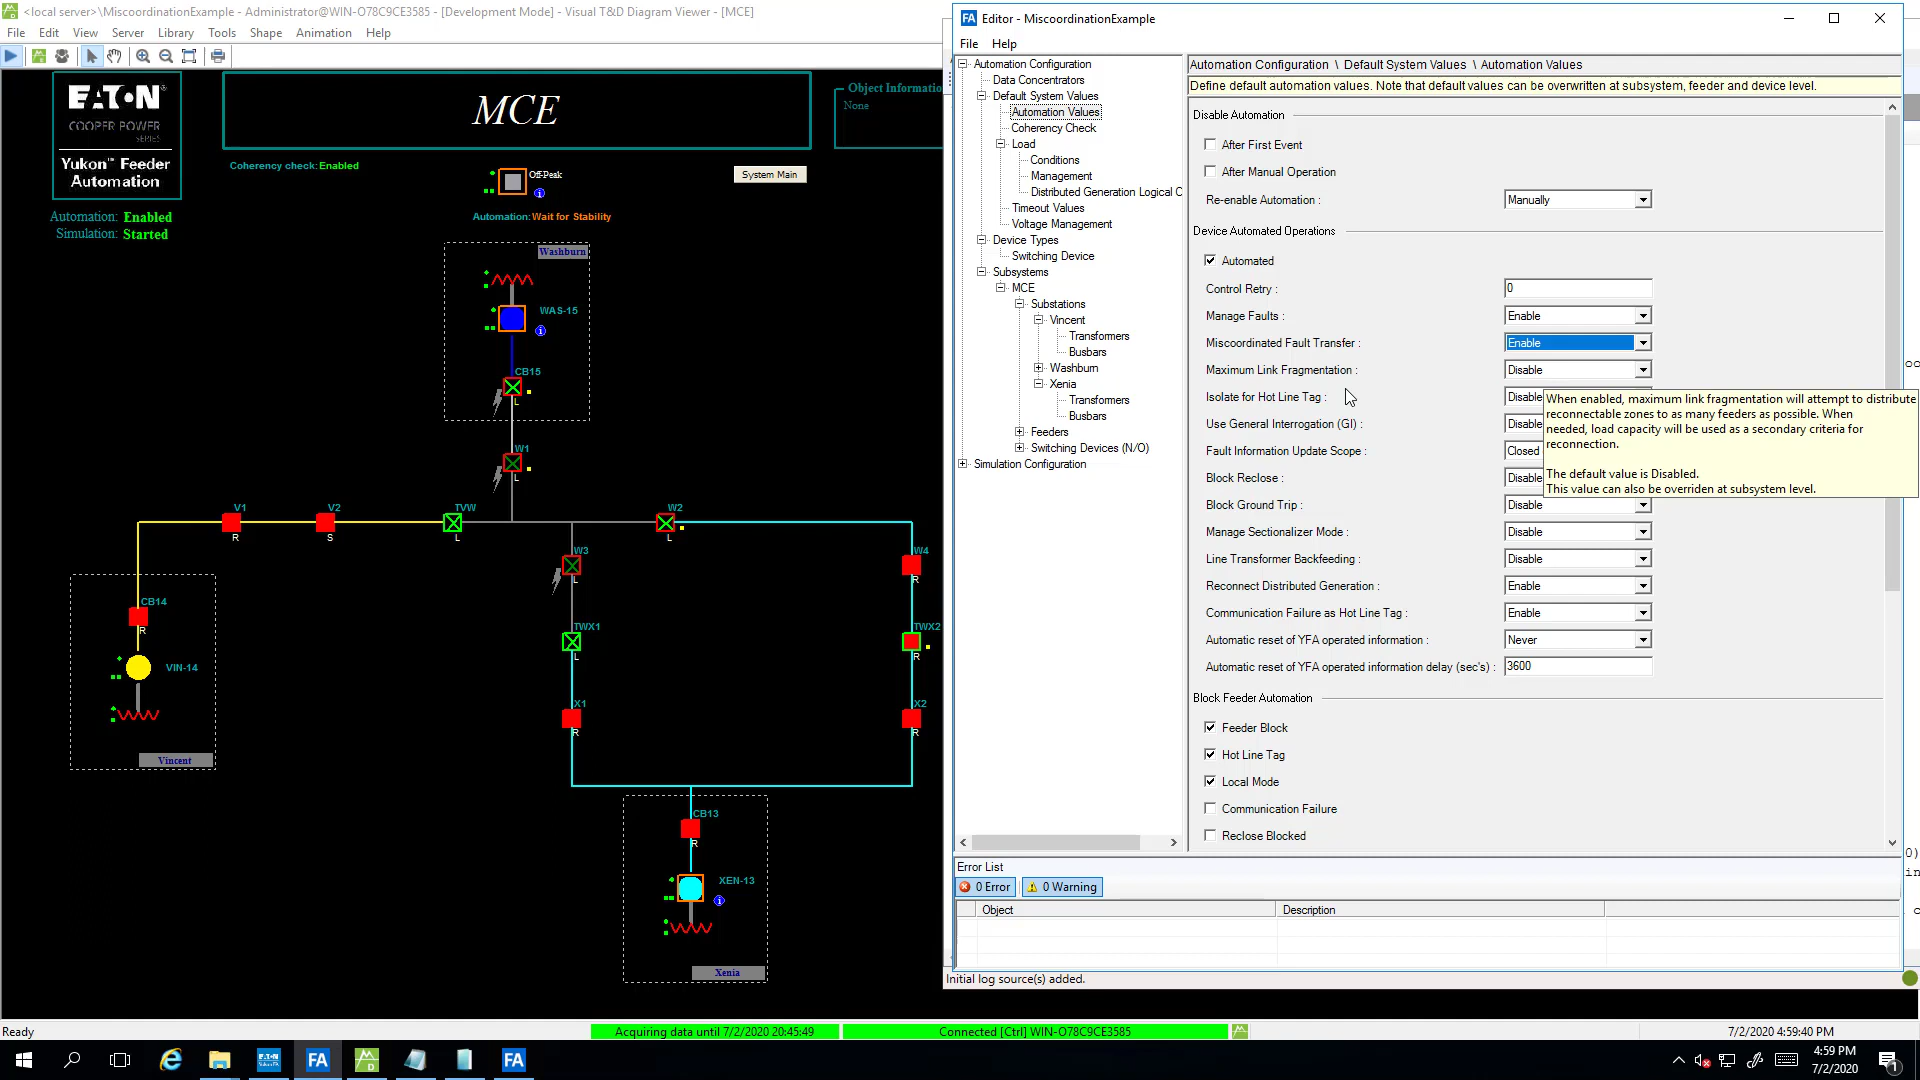 <local server>\MiscoordinationExample - Administrator@WIN-O78C9CE3585 - [Development Mode] - Visual T&D Diagram Viewer - [MCE]
File Edit View Server Library Tools Shape Animation Help
EATON
COOPER POWER
SERIES
Yukon™ Feeder
Automation
Automation: Enabled
Simulation: Started
MCE
Object Informatio
None
Coherency check: Enabled
Off-Peak
System Main
Automation: Wait for Stability
Washburn
WAS-15
CB15
L
W1
L
V1
R
V2
S
TVW
L
W2
L
W3
L
W4
R
CB14
R
TWX1
L
TWX2
R
VIN-14
Vincent
X1
R
X2
R
CB13
R
XEN-13
Xenia
Editor - MiscoordinationExample
File Help
Automation Configuration
Data Concentrators
Default System Values
Automation Values
Coherency Check
Load
Conditions
Management
Distributed Generation Logical C
Timeout Values
Voltage Management
Device Types
Switching Device
Subsystems
MCE
Substations
Vincent
Transformers
Busbars
Washburn
Xenia
Transformers
Busbars
Feeders
Switching Devices (N/O)
Simulation Configuration
Automation Configuration \ Default System Values \ Automation Values
Define default automation values. Note that default values can be overwritten at subsystem, feeder and device level.
Disable Automation
After First Event
After Manual Operation
Re-enable Automation : Manually
Device Automated Operations
Automated
Control Retry : 0
Manage Faults : Enable
Miscoordinated Fault Transfer : Enable
Maximum Link Fragmentation : Disable
Isolate for Hot Line Tag : Disable
Use General Interrogation (GI) : Disable
Fault Information Update Scope : Closed
Block Reclose : Disable
Block Ground Trip : Disable
Manage Sectionalizer Mode : Disable
Line Transformer Backfeeding : Disable
Reconnect Distributed Generation : Enable
Communication Failure as Hot Line Tag : Enable
Automatic reset of YFA operated information : Never
Automatic reset of YFA operated information delay (sec's) : 3600
When enabled, maximum link fragmentation will attempt to distribute
reconnectable zones to as many feeders as possible. When
needed, load capacity will be used as a secondary criteria for
reconnection.
The default value is Disabled.
This value can also be overriden at subsystem level.
Block Feeder Automation
Feeder Block
Hot Line Tag
Local Mode
Communication Failure
Reclose Blocked
Error List
0 Error 0 Warning
Object Description
Initial log source(s) added.
Ready
Acquiring data until 7/2/2020 20:45:49
Connected [Ctrl] WIN-O78C9CE3585
7/2/2020 4:59:40 PM
4:59 PM
7/2/2020